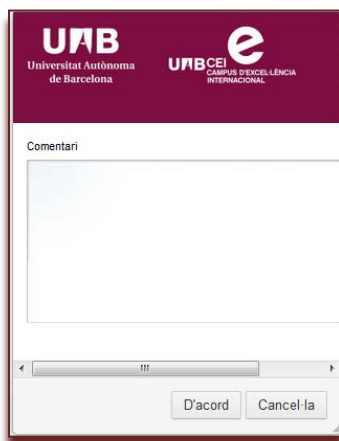 UAB
Universitat Autònoma
de Barcelona
UAB CEI
CAMPUS D'EXCEL·LÈNCIA
INTERNACIONAL
Comentari
D'acord
Cancel·la